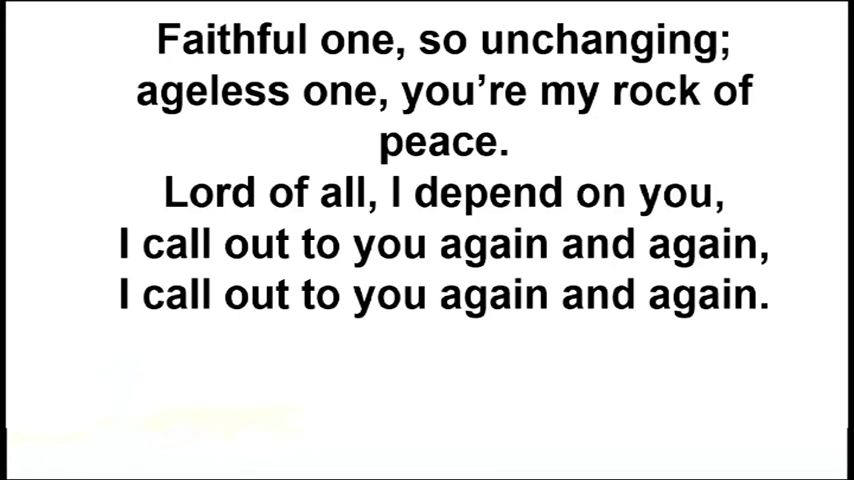 Faithful one, so unchanging;
ageless one, you’re my rock of
peace.
Lord of all, I depend on you,
I call out to you again and again,
I call out to you again and again.